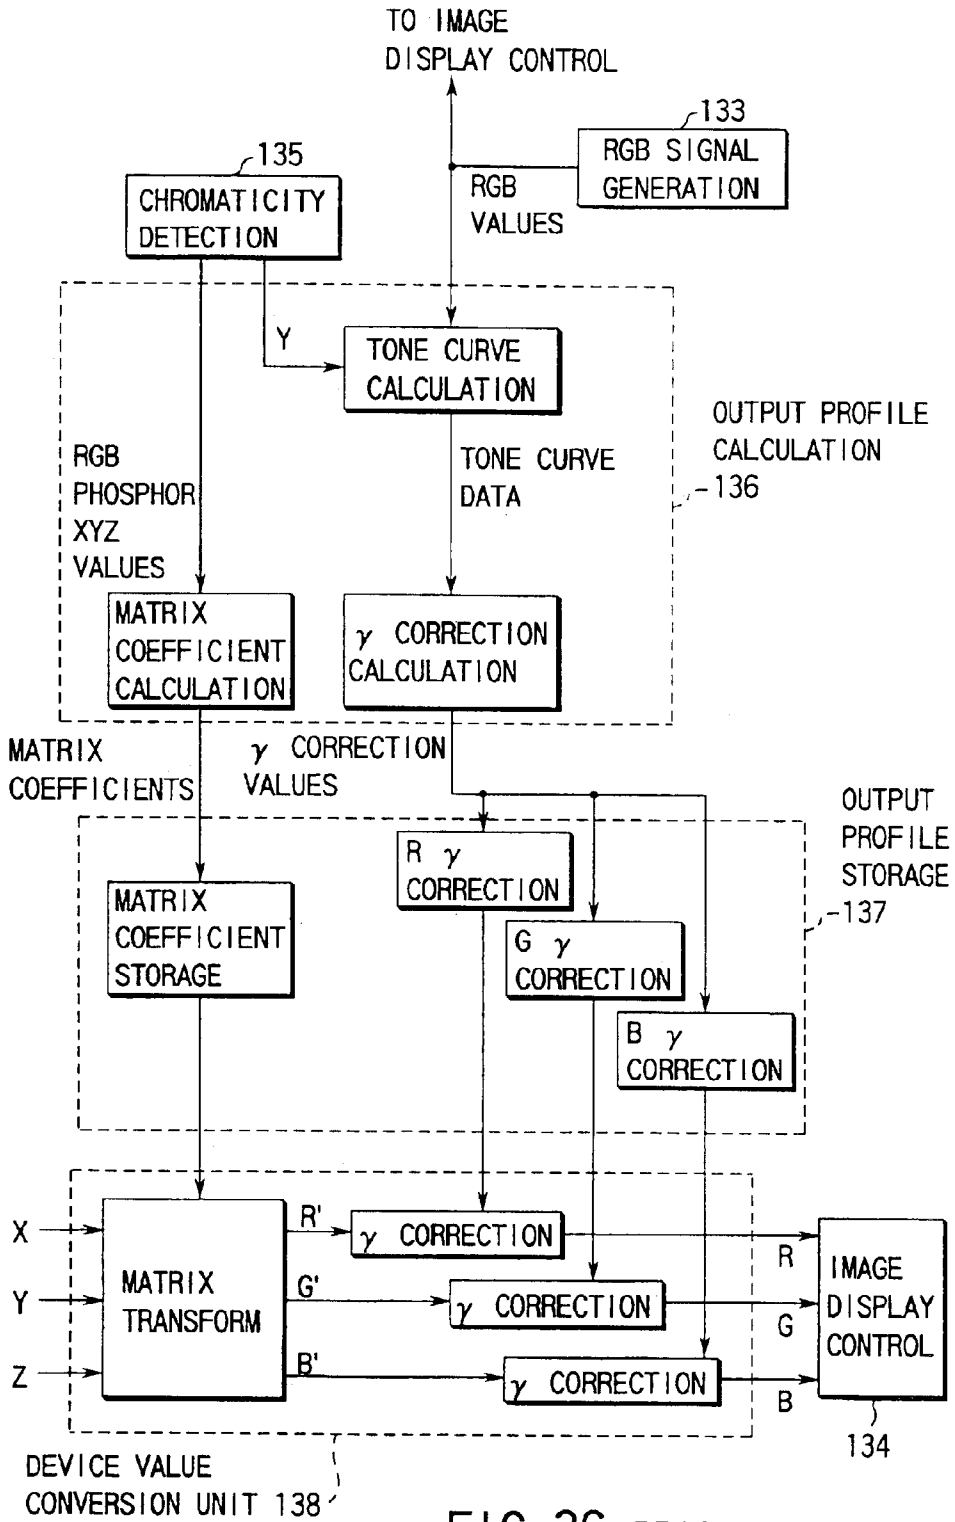 TO IMAGE
DISPLAY CONTROL
133
RGB SIGNAL
GENERATION
135
CHROMATICITY
DETECTION
RGB
VALUES
Y
TONE CURVE
CALCULATION
OUTPUT PROFILE
CALCULATION
136
RGB
PHOSPHOR
XYZ
VALUES
TONE CURVE
DATA
MATRIX
COEFFICIENT
CALCULATION
γ CORRECTION
CALCULATION
MATRIX
COEFFICIENTS
γ CORRECTION
VALUES
OUTPUT
PROFILE
STORAGE
137
R γ
CORRECTION
MATRIX
COEFFICIENT
STORAGE
G γ
CORRECTION
B γ
CORRECTION
X
Y
Z
MATRIX
TRANSFORM
R'
G'
B'
γ CORRECTION
γ CORRECTION
γ CORRECTION
R
G
B
IMAGE
DISPLAY
CONTROL
134
DEVICE VALUE
CONVERSION UNIT 138
FIG. 26